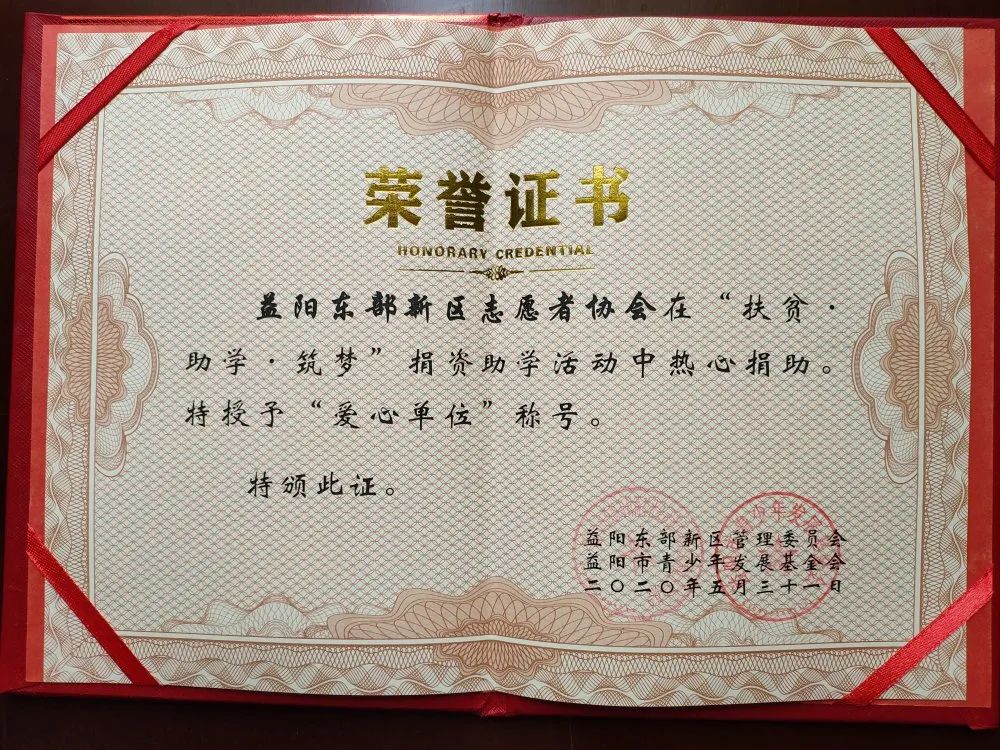 荣誉证书
HONORARY CREDENTIAL
益阳东部新区志愿者协会在“扶贫·
助学·筑梦”捐资助学活动中热心捐助。
特授予“爱心单位”称号。
特颁此证。
益阳东部新区管理委员会
益阳市青少年发展基金会
二〇二〇年五月三十一日